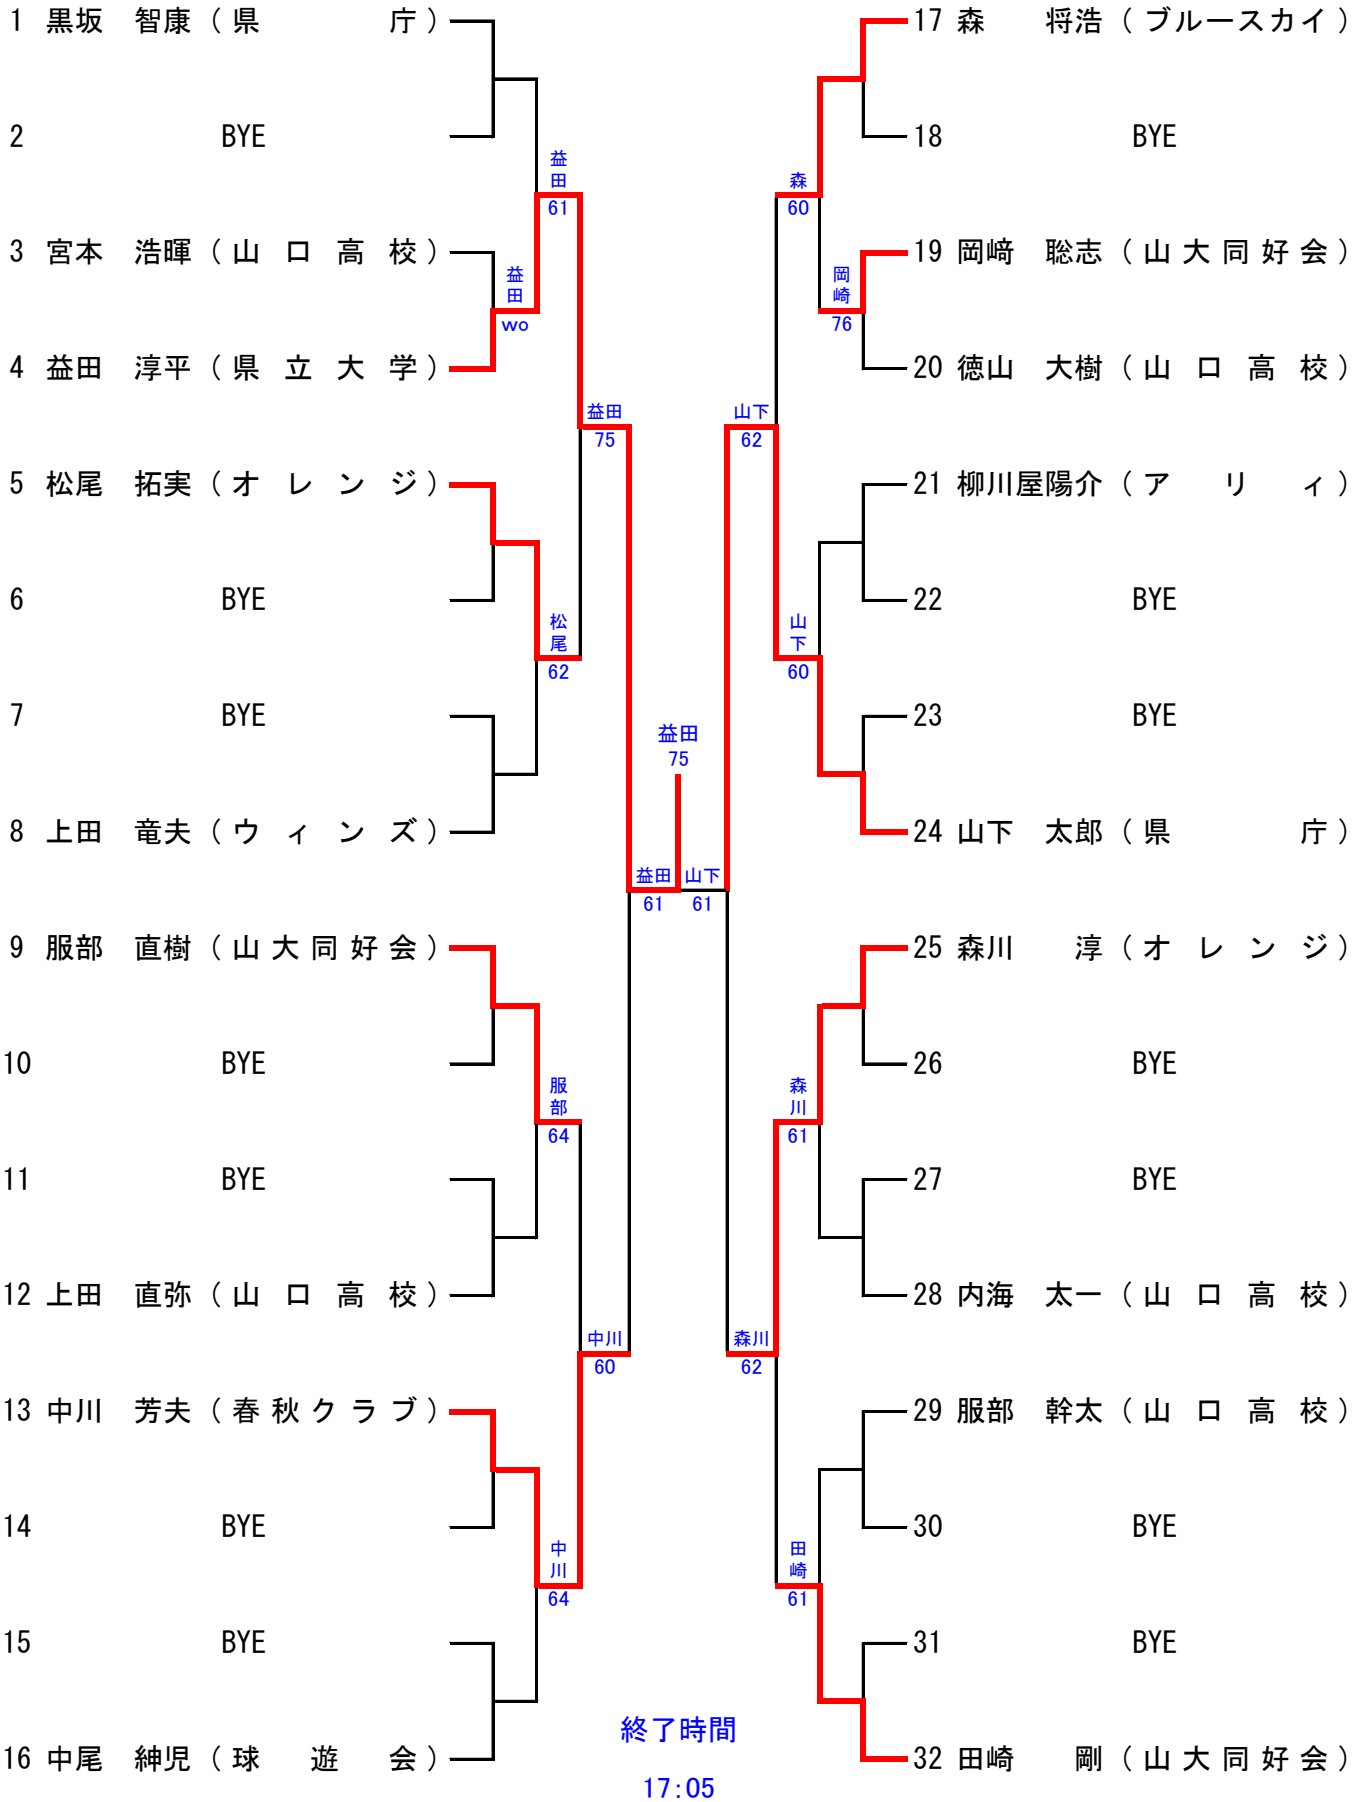 1 黒坂 智康 ( 県 庁 )
2 BYE
3 宮本 浩暉 ( 山 口 高 校 )
4 益田 淳平 ( 県 立 大 学 )
5 松尾 拓実 ( オ レ ン ジ )
6 BYE
7 BYE
8 上田 竜夫 ( ウ ィ ン ズ )
9 服部 直樹 ( 山 大 同 好 会 )
10 BYE
11 BYE
12 上田 直弥 ( 山 口 高 校 )
13 中川 芳夫 ( 春 秋 ク ラ ブ )
14 BYE
15 BYE
16 中尾 紳児 ( 球 遊 会 )
益田
wo
益田
61
松尾
62
服部
64
中川
64
益田
75
中川
60
益田
61
益田
75
山下
61
山下
62
森川
62
森
60
山下
60
森川
61
田崎
61
岡崎
76
17 森 将浩 ( ブルースカイ )
18 BYE
19 岡﨑 聡志 ( 山 大 同 好 会 )
20 徳山 大樹 ( 山 口 高 校 )
21 柳川屋陽介 ( ア リ ィ )
22 BYE
23 BYE
24 山下 太郎 ( 県 庁 )
25 森川 淳 ( オ レ ン ジ )
26 BYE
27 BYE
28 内海 太一 ( 山 口 高 校 )
29 服部 幹太 ( 山 口 高 校 )
30 BYE
31 BYE
32 田崎 剛 ( 山 大 同 好 会 )
終了時間
17:05